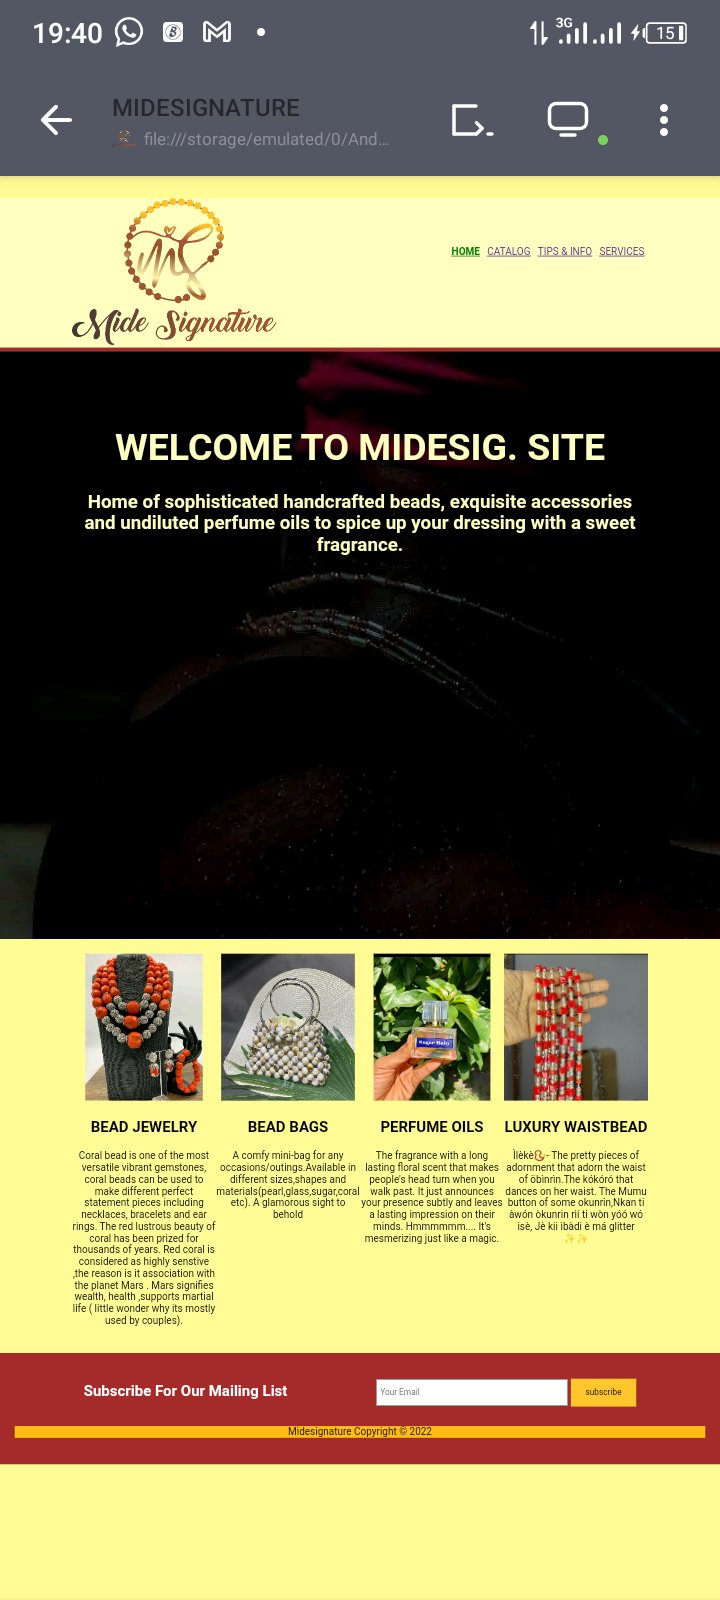 19:40
3G
15
MIDESIGNATURE
file:///storage/emulated/0/And...
Mide Signature
HOME CATALOG TIPS & INFO SERVICES
WELCOME TO MIDESIG. SITE
Home of sophisticated handcrafted beads, exquisite accessories
and undiluted perfume oils to spice up your dressing with a sweet
fragrance.
Sugar Baby
BEAD JEWELRY
Coral bead is one of the most
versatile vibrant gemstones,
coral beads can be used to
make different perfect
statement pieces including
necklaces, bracelets and ear
rings. The red lustrous beauty of
coral has been prized for
thousands of years. Red coral is
considered as highly senstive
,the reason is it association with
the planet Mars . Mars signifies
wealth, health ,supports martial
life ( little wonder why its mostly
used by couples).
BEAD BAGS
A comfy mini-bag for any
occasions/outings.Available in
different sizes,shapes and
materials(pearl,glass,sugar,coral
etc). A glamorous sight to
behold
PERFUME OILS
The fragrance with a long
lasting floral scent that makes
people's head turn when you
walk past. It just announces
your presence subtly and leaves
a lasting impression on their
minds. Hmmmmmm.... It's
mesmerizing just like a magic.
LUXURY WAISTBEAD
Ìlèkè - The pretty pieces of
adornment that adorn the waist
of öbinrin.The kókóró that
dances on her waist. The Mumu
button of some okunrin,Nkan tí
àwón òkunrin rìí ti wòn yóó wó
isè, Jè kii ìbàdi è má glitter
✨✨
Subscribe For Our Mailing List
Your Email
subscribe
Midesignature Copyright © 2022